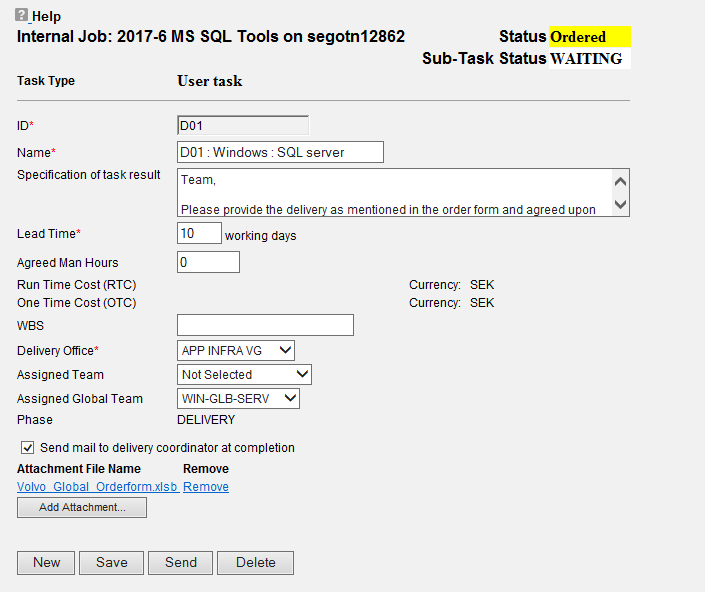 ? Help
Internal Job: 2017-6 MS SQL Tools on segotn12862 Status Ordered
Sub-Task Status WAITING
Task Type User task
ID* D01
Name* D01 : Windows : SQL server
Specification of task result Team,
Please provide the delivery as mentioned in the order form and agreed upon
Lead Time* 10 working days
Agreed Man Hours 0
Run Time Cost (RTC) Currency: SEK
One Time Cost (OTC) Currency: SEK
WBS
Delivery Office* APP INFRA VG
Assigned Team Not Selected
Assigned Global Team WIN-GLB-SERV
Phase DELIVERY
Send mail to delivery coordinator at completion
Attachment File Name Remove
Volvo_Global_Orderform.xlsb Remove
Add Attachment...
New Save Send Delete